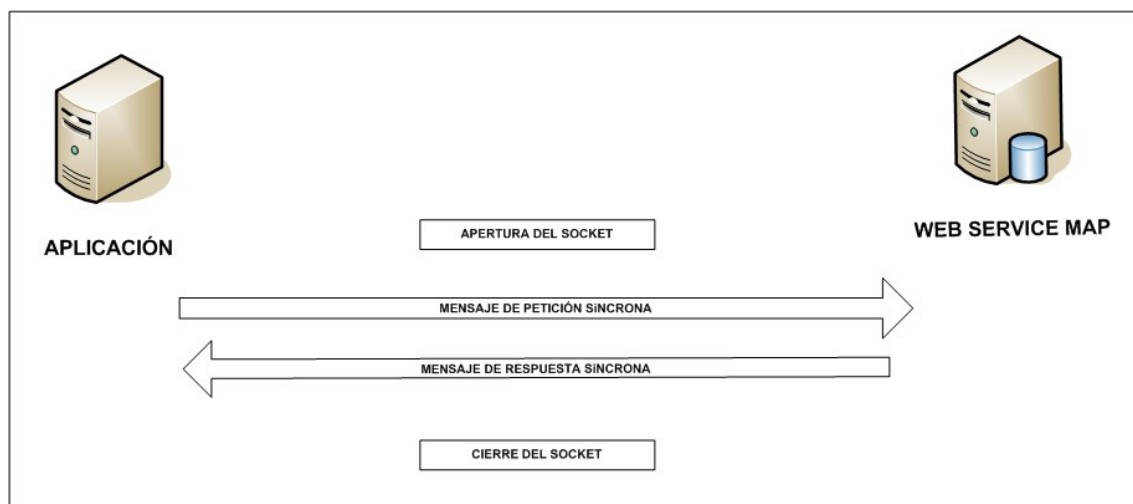 APLICACIÓN
WEB SERVICE MAP
APERTURA DEL SOCKET
MENSAJE DE PETICIÓN SíNCRONA
MENSAJE DE RESPUESTA SíNCRONA
CIERRE DEL SOCKET